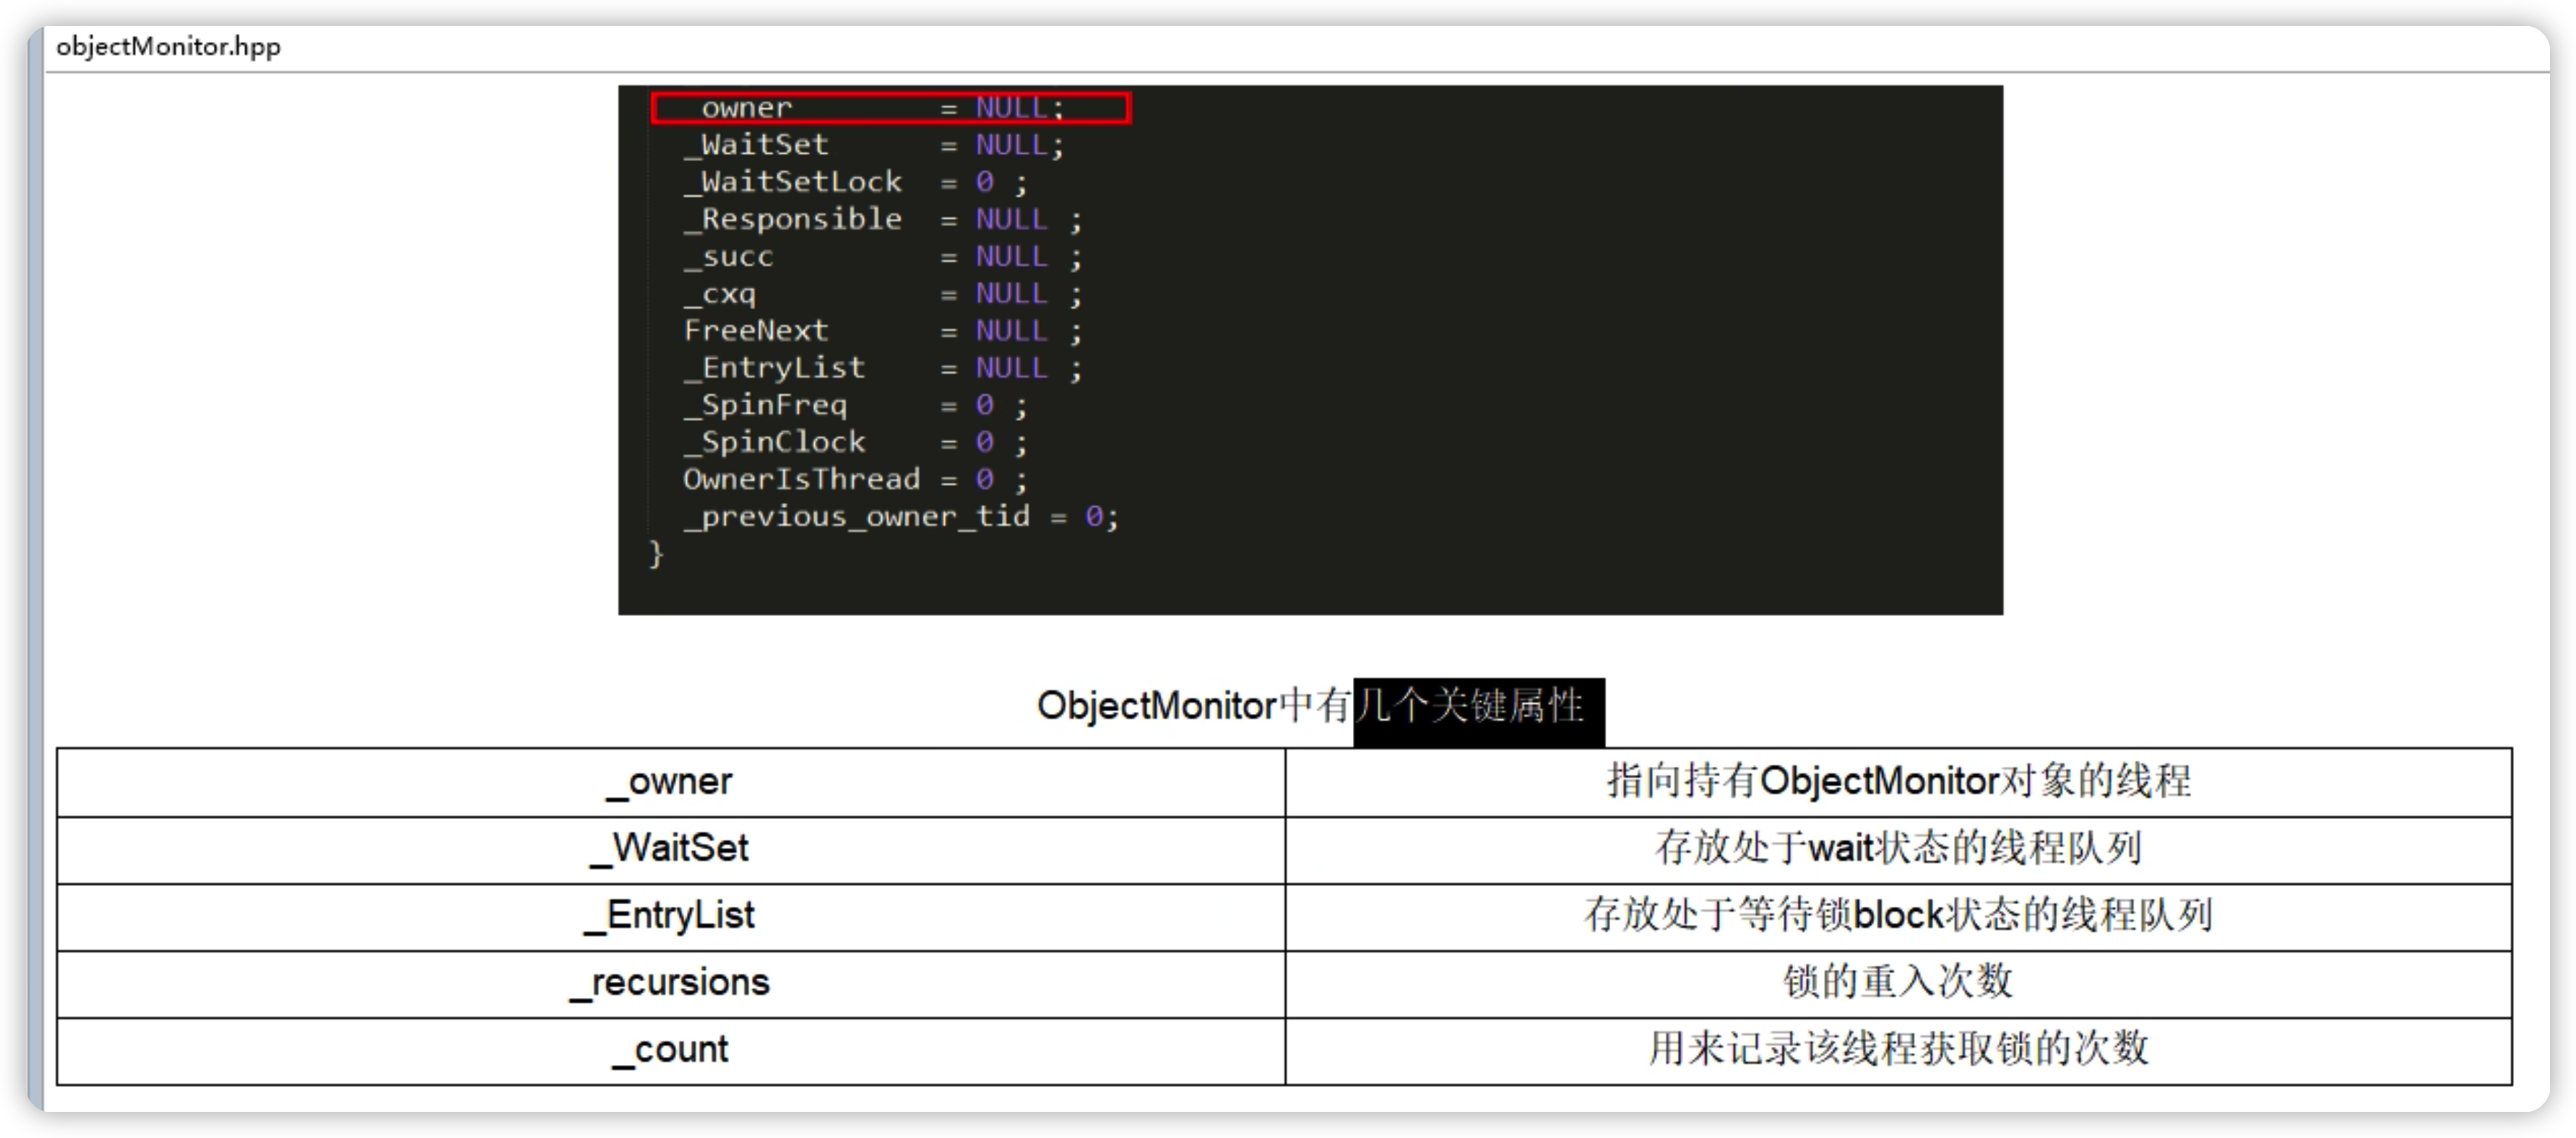 objectMonitor.hpp
_owner = NULL;
_WaitSet = NULL;
_WaitSetLock = 0 ;
_Responsible = NULL ;
_succ = NULL ;
_cxq = NULL ;
FreeNext = NULL ;
_EntryList = NULL ;
_SpinFreq = 0 ;
_SpinClock = 0 ;
OwnerIsThread = 0 ;
_previous_owner_tid = 0;
}
ObjectMonitor中有几个关键属性
_owner 指向持有ObjectMonitor对象的线程
_WaitSet 存放处于wait状态的线程队列
_EntryList 存放处于等待锁block状态的线程队列
_recursions 锁的重入次数
_count 用来记录该线程获取锁的次数